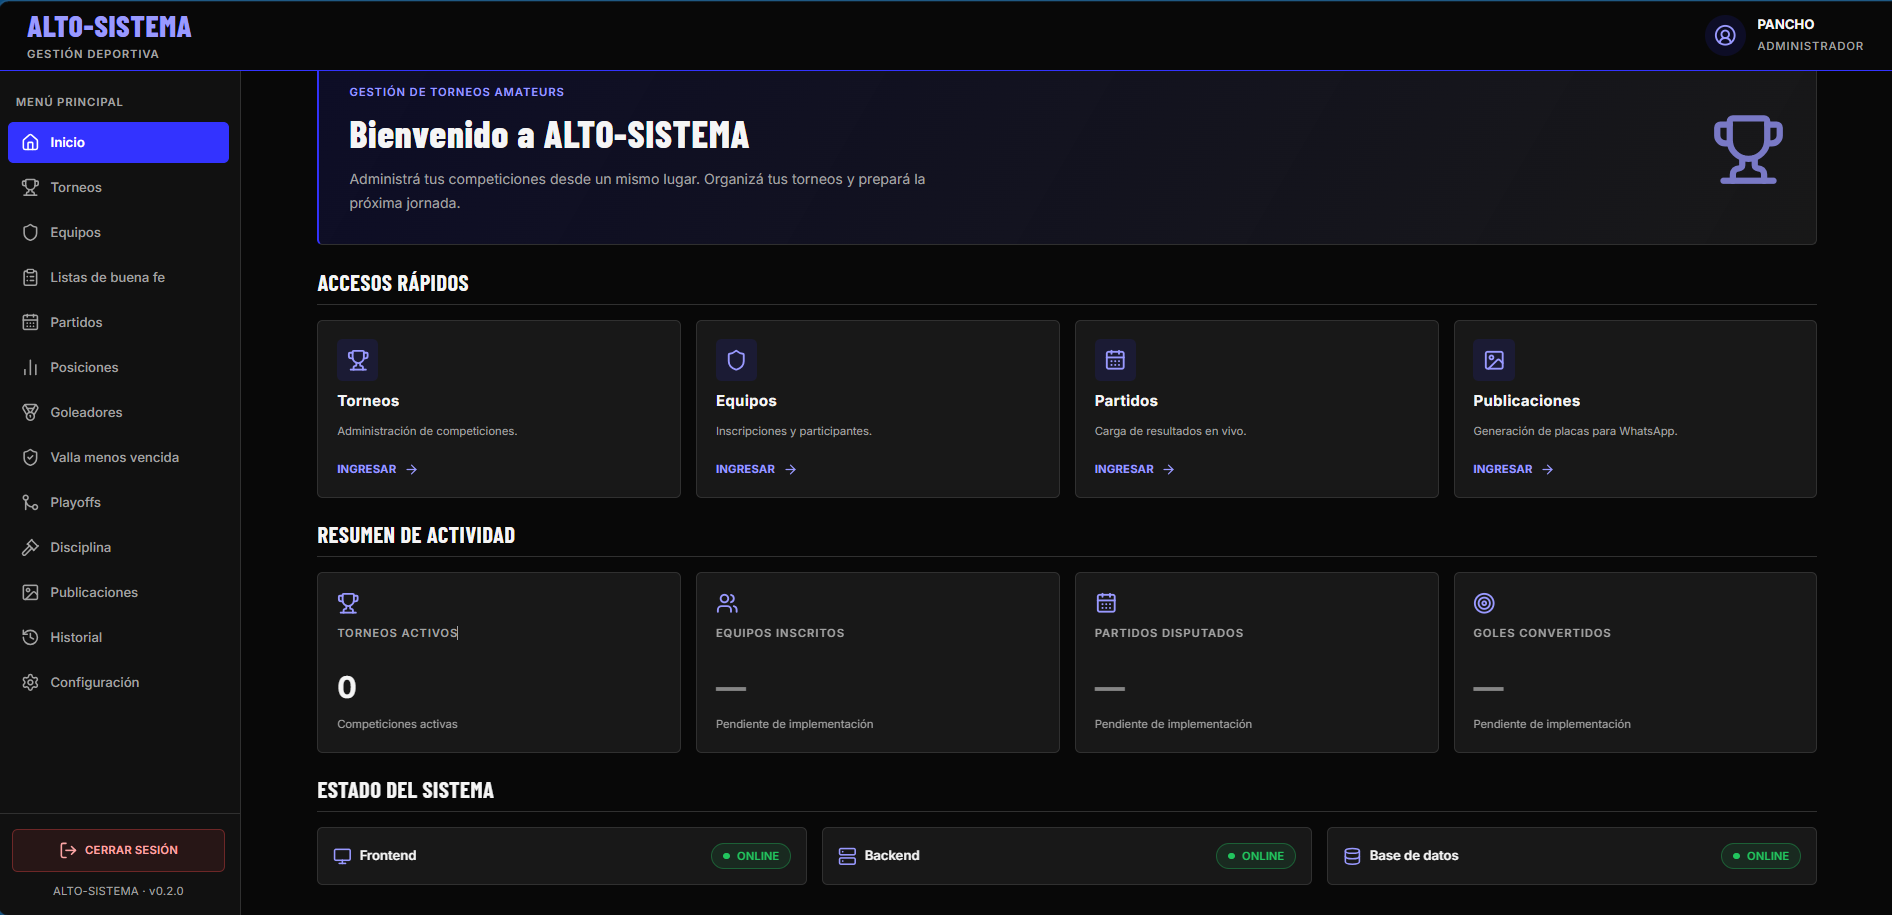 ALTO-SISTEMA
GESTIÓN DEPORTIVA
PANCHO
ADMINISTRADOR
MENÚ PRINCIPAL
Inicio
Torneos
Equipos
Listas de buena fe
Partidos
Posiciones
Goleadores
Valla menos vencida
Playoffs
Disciplina
Publicaciones
Historial
Configuración
CERRAR SESIÓN
ALTO-SISTEMA · v0.2.0
GESTIÓN DE TORNEOS AMATEURS
Bienvenido a ALTO-SISTEMA
Administrá tus competiciones desde un mismo lugar. Organizá tus torneos y prepará la
próxima jornada.
ACCESOS RÁPIDOS
Torneos
Administración de competiciones.
INGRESAR →
Equipos
Inscripciones y participantes.
INGRESAR →
Partidos
Carga de resultados en vivo.
INGRESAR →
Publicaciones
Generación de placas para WhatsApp.
INGRESAR →
RESUMEN DE ACTIVIDAD
TORNEOS ACTIVOS
0
Competiciones activas
EQUIPOS INSCRITOS
—
Pendiente de implementación
PARTIDOS DISPUTADOS
—
Pendiente de implementación
GOLES CONVERTIDOS
—
Pendiente de implementación
ESTADO DEL SISTEMA
Frontend
ONLINE
Backend
ONLINE
Base de datos
ONLINE